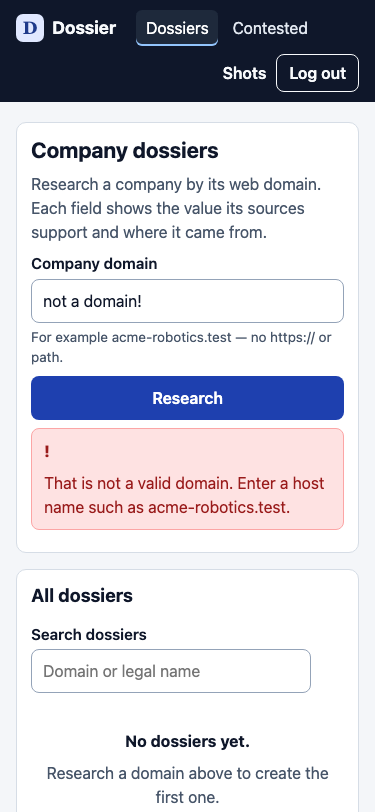 D Dossier Dossiers Contested
Shots Log out
Company dossiers
Research a company by its web domain.
Each field shows the value its sources
support and where it came from.
Company domain
not a domain!
For example acme-robotics.test — no https:// or
path.
Research
!
That is not a valid domain. Enter a host
name such as acme-robotics.test.
All dossiers
Search dossiers
Domain or legal name
No dossiers yet.
Research a domain above to create the
first one.